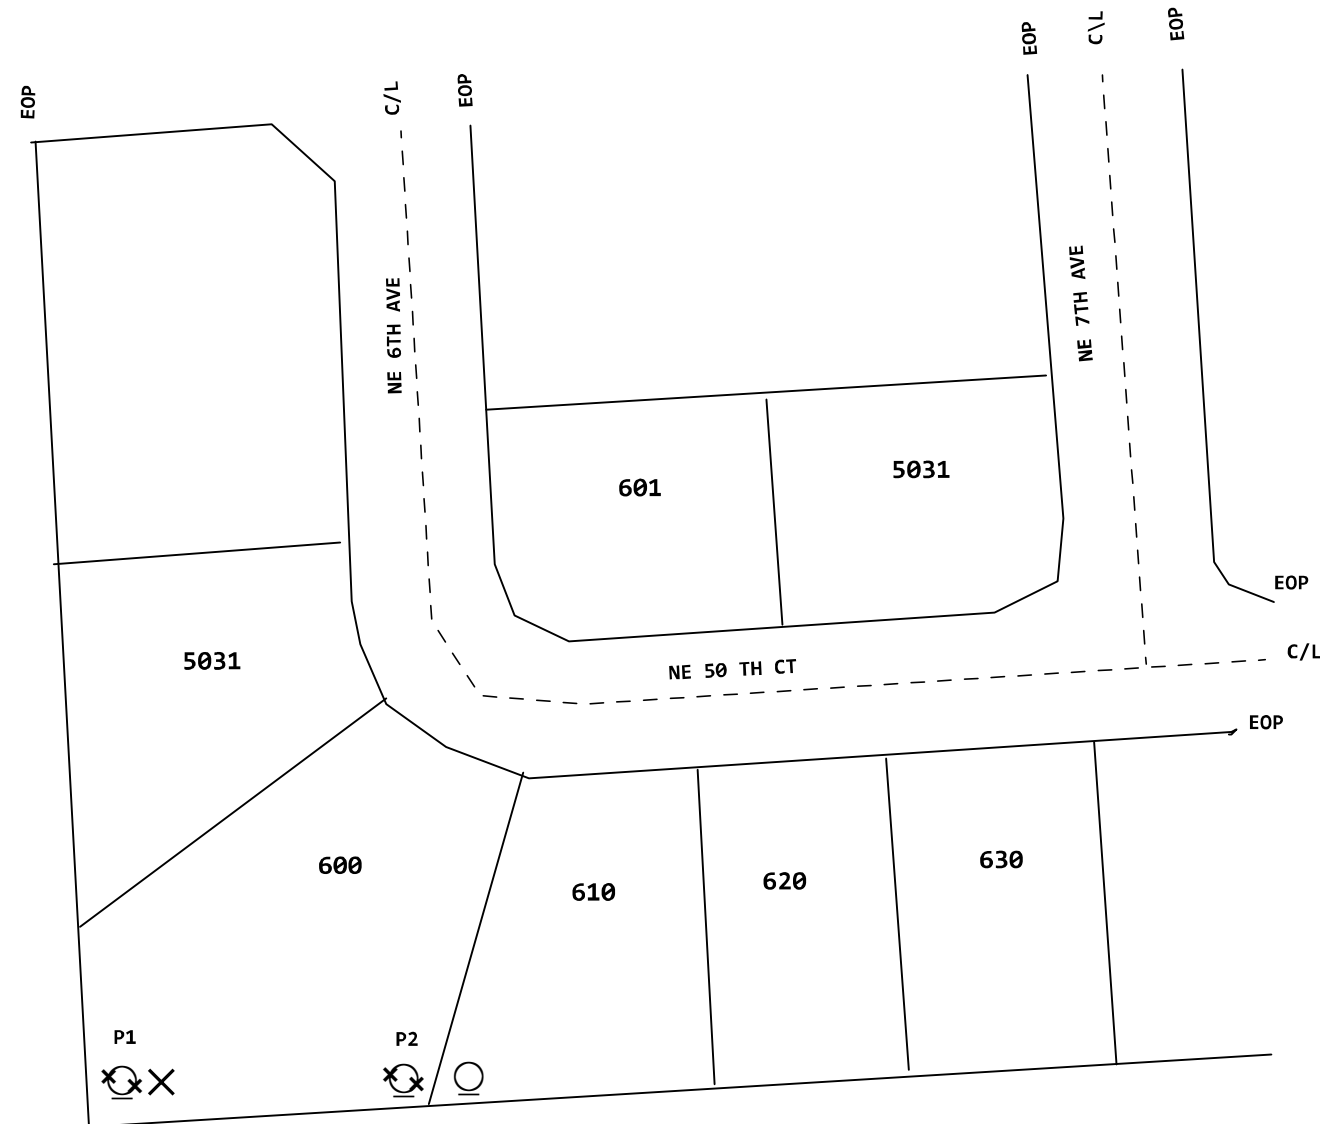 C\L
EOP
EOP
EOP
C/L
EOP
NE 7TH AVE
NE 6TH AVE
5031
601
EOP
C/L
5031
NE 50 TH CT
EOP
630
600
620
610
P1
P2